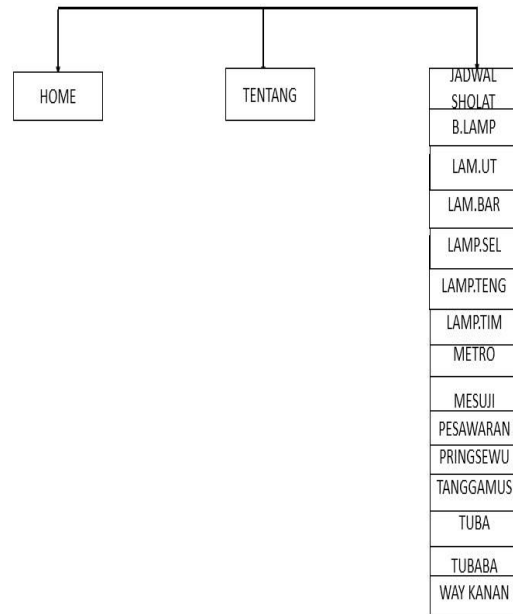 HOME
TENTANG
JADWAL
SHOLAT
B.LAMP
LAM.UT
LAM.BAR
LAMP.SEL
LAMP.TENG
LAMP.TIM
METRO
MESUJI
PESAWARAN
PRINGSEWU
TANGGAMUS
TUBA
TUBABA
WAY KANAN